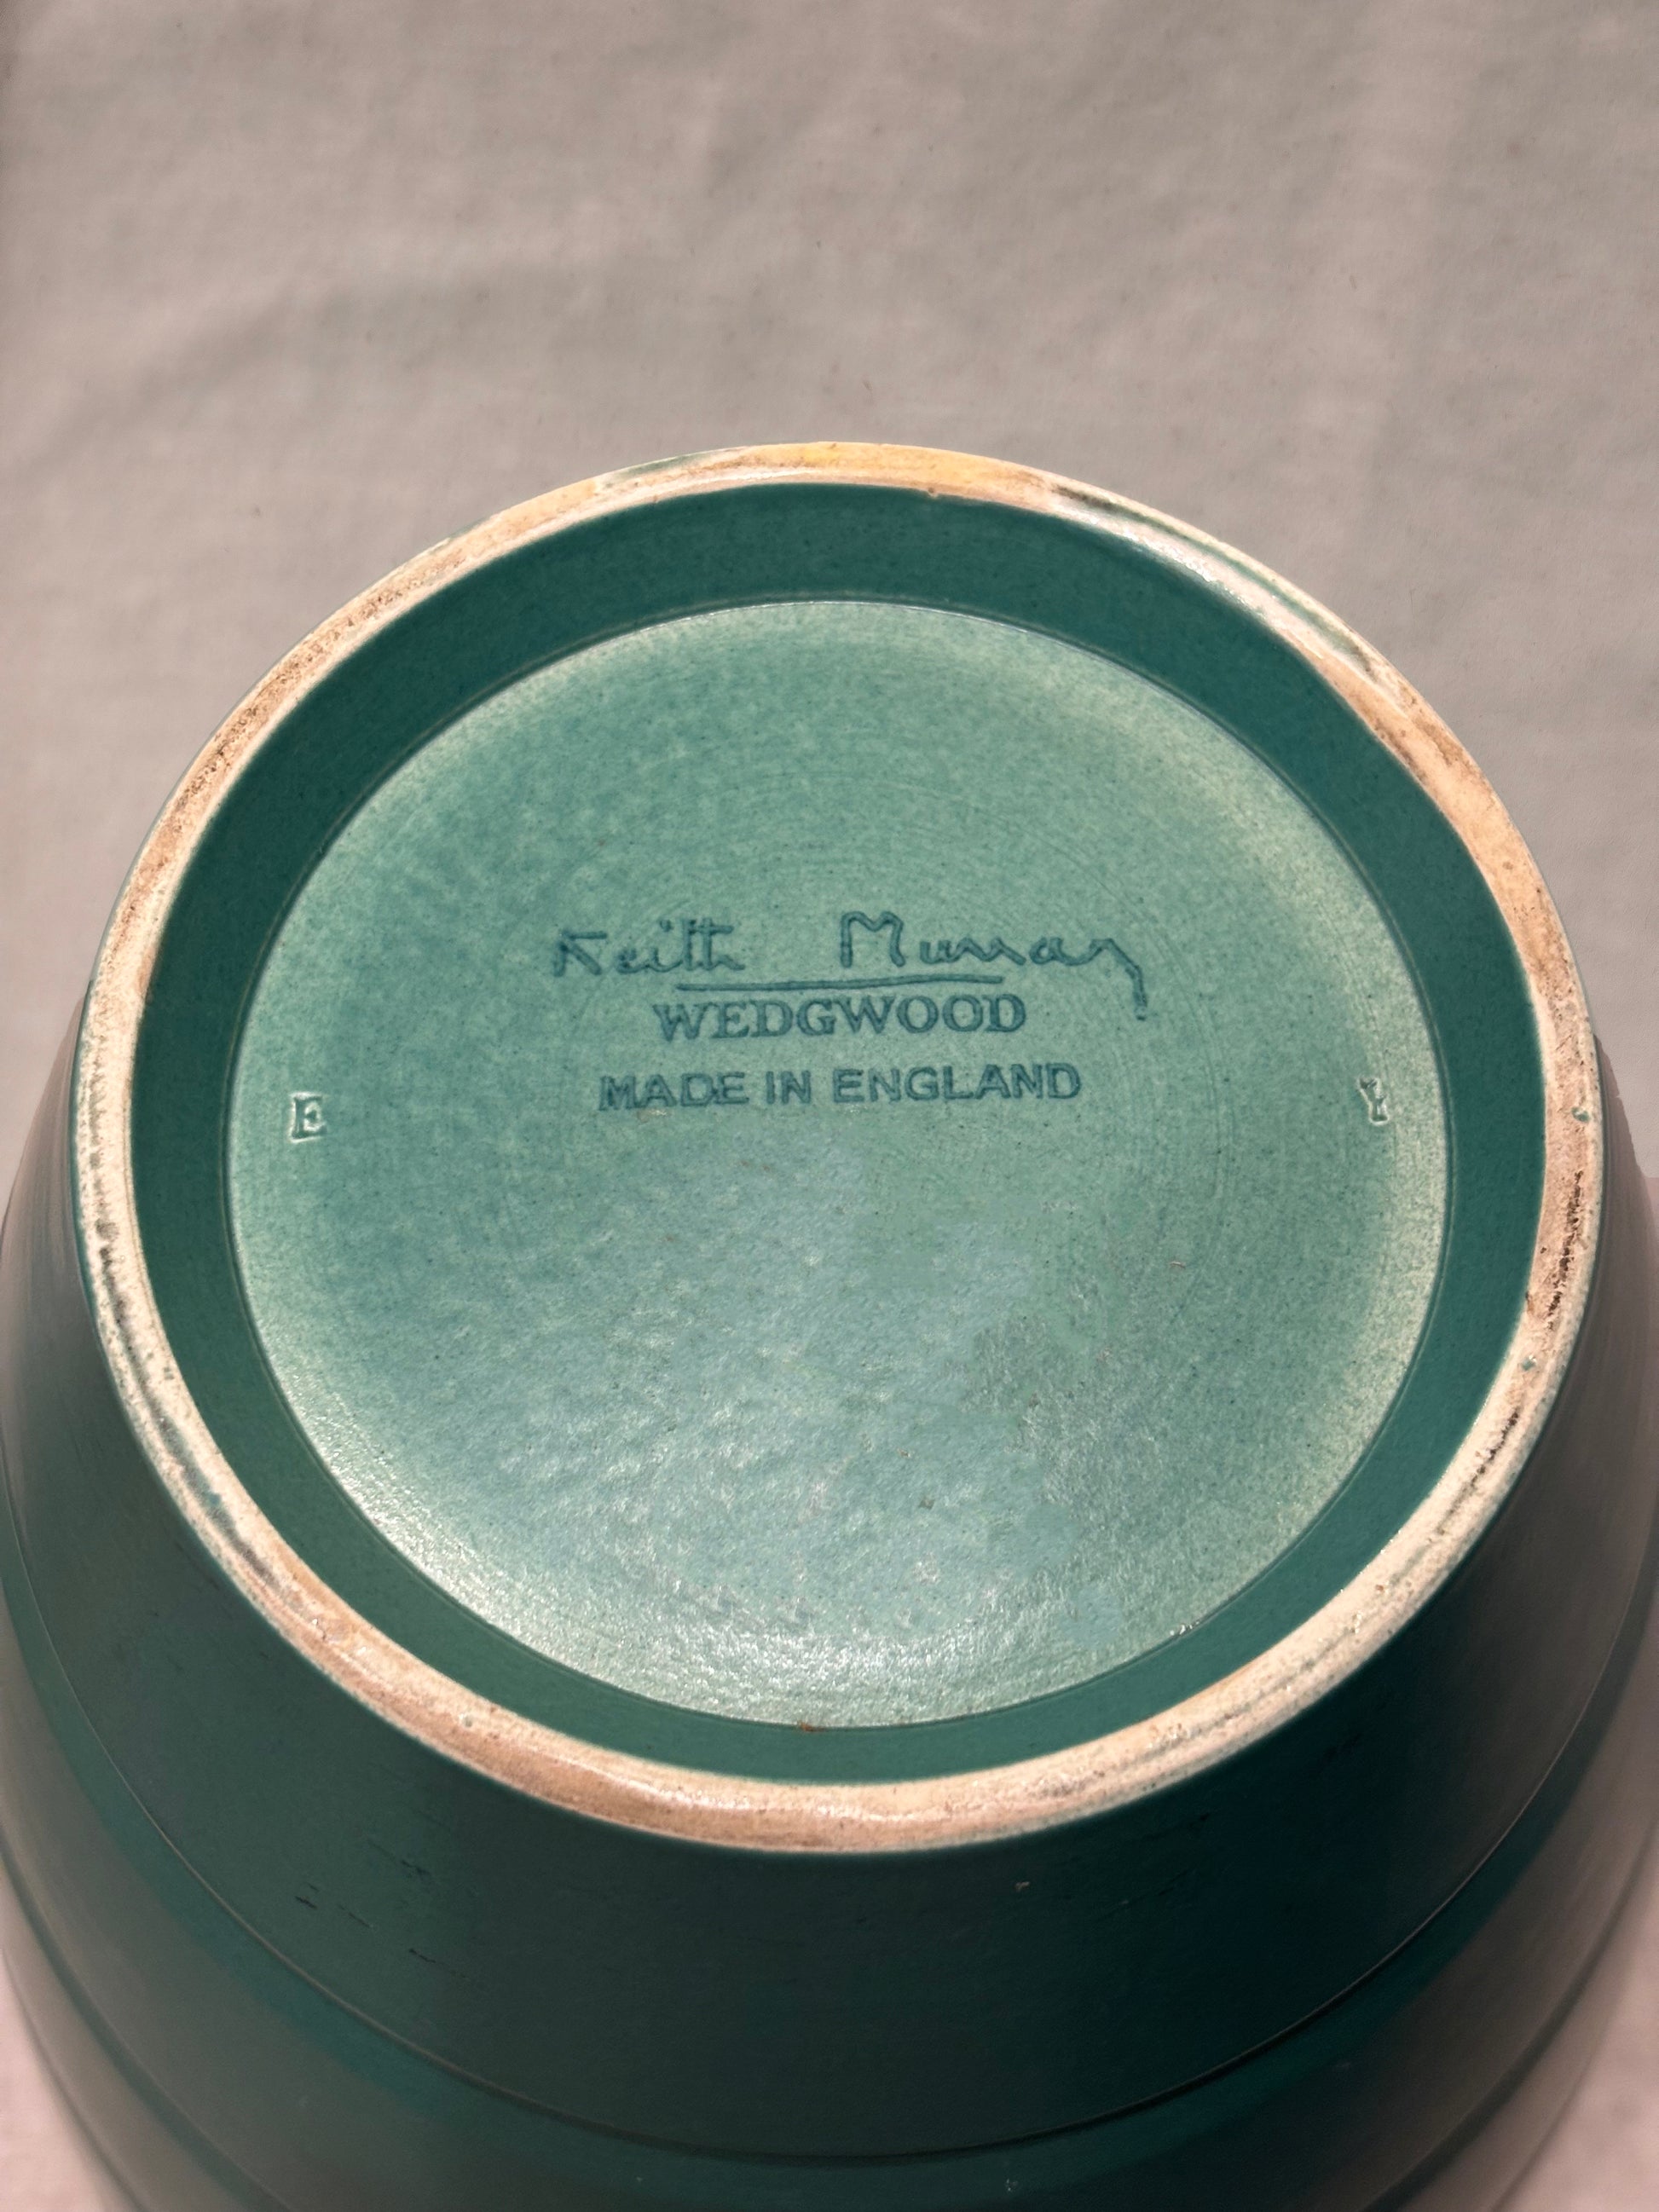 Keith Murray
WEDGWOOD
MADE IN ENGLAND
E